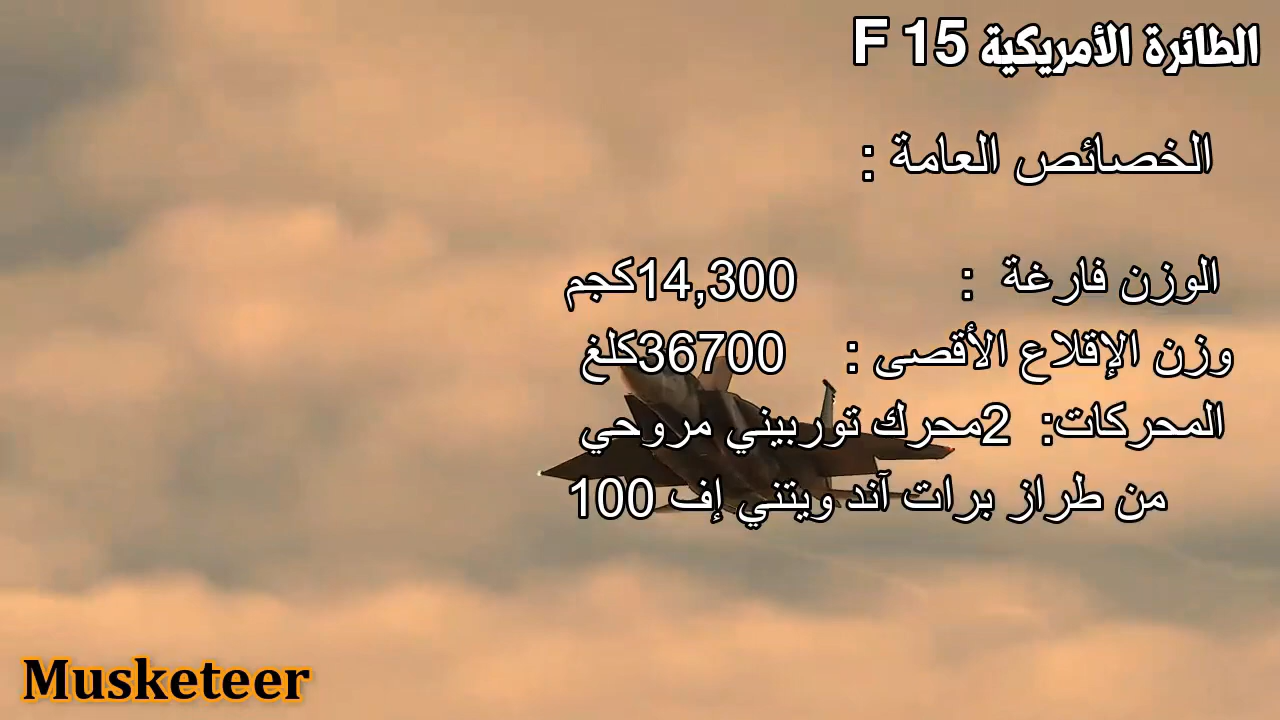 الطائرة الأمريكية F 15
الخصائص العامة :
الوزن فارغة : 14,300كجم
وزن الإقلاع الأقصى : 36700كلغ
المحركات: 2محرك توربيني مروحي
من طراز برات آند ويتني إف 100
Musketeer